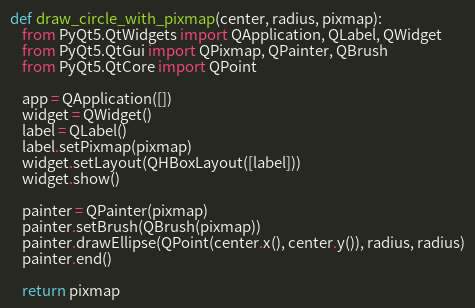 def draw_circle_with_pixmap(center, radius, pixmap):
    from PyQt5.QtWidgets import QApplication, QLabel, QWidget
    from PyQt5.QtGui import QPixmap, QPainter, QBrush
    from PyQt5.QtCore import QPoint

    app = QApplication([])
    widget = QWidget()
    label = QLabel()
    label.setPixmap(pixmap)
    widget.setLayout(QHBoxLayout([label]))
    widget.show()

    painter = QPainter(pixmap)
    painter.setBrush(QBrush(pixmap))
    painter.drawEllipse(QPoint(center.x(), center.y()), radius, radius)
    painter.end()

    return pixmap